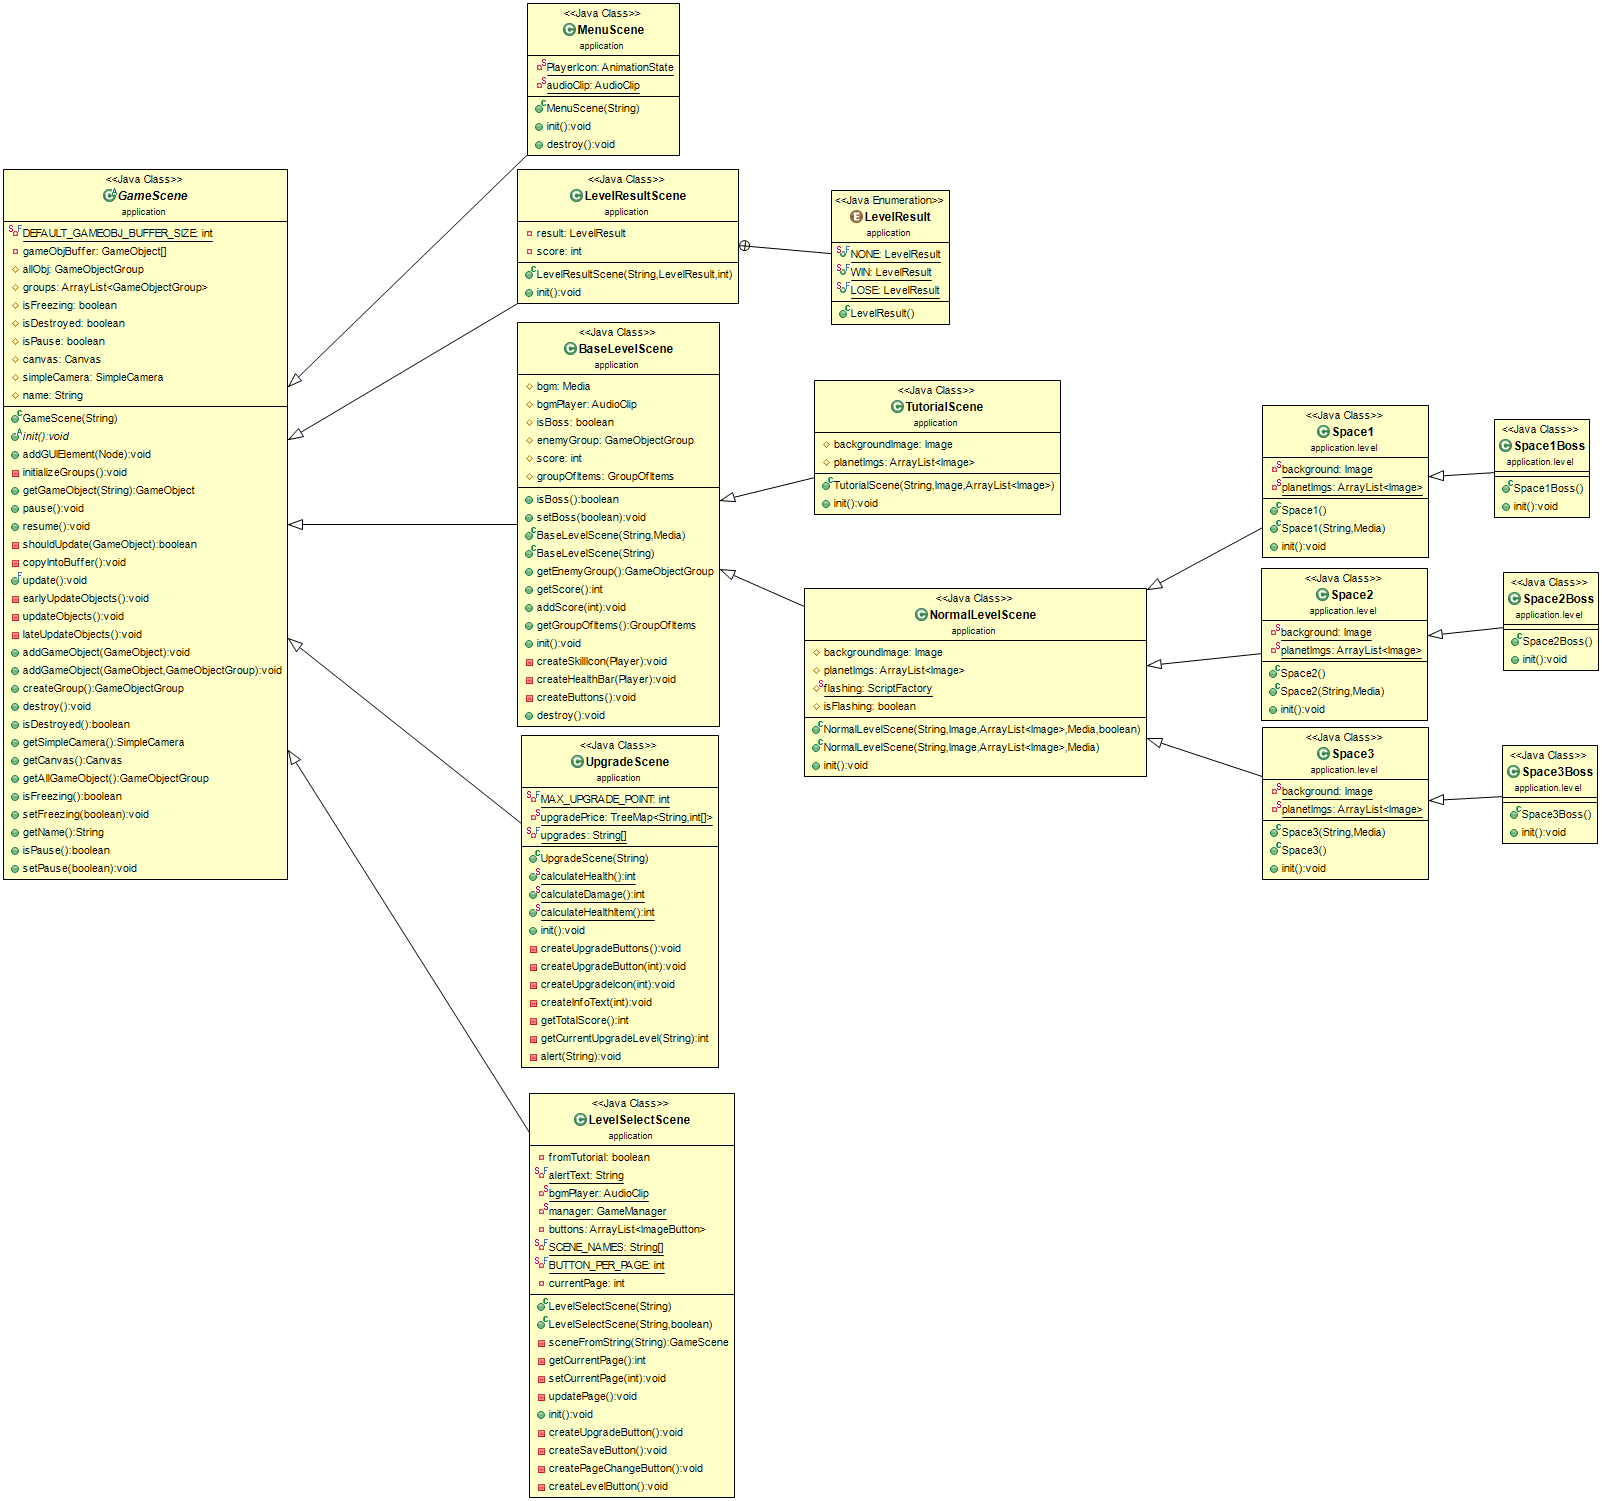 <<Java Class>>
MenuScene
application
PlayerIcon: AnimationState
audioClip: AudioClip
MenuScene(String)
init():void
destroy():void
<<Java Class>>
GameScene
application
DEFAULT_GAMEOBJ_BUFFER_SIZE: int
gameObjBuffer: GameObject[]
allObj: GameObjectGroup
groups: ArrayList<GameObjectGroup>
isFreezing: boolean
isDestroyed: boolean
isPause: boolean
canvas: Canvas
simpleCamera: SimpleCamera
name: String
GameScene(String)
init():void
addGUIElement(Node):void
initializeGroups():void
getGameObject(String):GameObject
pause():void
resume():void
shouldUpdate(GameObject):boolean
copyIntoBuffer():void
update():void
earlyUpdateObjects():void
updateObjects():void
lateUpdateObjects():void
addGameObject(GameObject):void
addGameObject(GameObject,GameObjectGroup):void
createGroup():GameObjectGroup
destroy():void
isDestroyed():boolean
getSimpleCamera():SimpleCamera
getCanvas():Canvas
getAllGameObject():GameObjectGroup
isFreezing():boolean
setFreezing(boolean):void
getName():String
isPause():boolean
setPause(boolean):void
<<Java Class>>
LevelResultScene
application
result: LevelResult
score: int
LevelResultScene(String,LevelResult,int)
init():void
<<Java Enumeration>>
LevelResult
application
NONE: LevelResult
WIN: LevelResult
LOSE: LevelResult
LevelResult()
<<Java Class>>
BaseLevelScene
application
bgm: Media
bgmPlayer: AudioClip
isBoss: boolean
enemyGroup: GameObjectGroup
score: int
groupOfItems: GroupOfItems
isBoss():boolean
setBoss(boolean):void
BaseLevelScene(String,Media)
BaseLevelScene(String)
getEnemyGroup():GameObjectGroup
getScore():int
addScore(int):void
getGroupOfItems():GroupOfItems
init():void
createSkillIcon(Player):void
createHealthBar(Player):void
createButtons():void
destroy():void
<<Java Class>>
TutorialScene
application
backgroundImage: Image
planetImgs: ArrayList<Image>
TutorialScene(String,Image,ArrayList<Image>)
init():void
<<Java Class>>
NormalLevelScene
application
backgroundImage: Image
planetImgs: ArrayList<Image>
flashing: ScriptFactory
isFlashing: boolean
NormalLevelScene(String,Image,ArrayList<Image>,Media,boolean)
NormalLevelScene(String,Image,ArrayList<Image>,Media)
init():void
<<Java Class>>
Space1
application.level
background: Image
planetImgs: ArrayList<Image>
Space1()
Space1(String,Media)
init():void
<<Java Class>>
Space1Boss
application.level
Space1Boss()
init():void
<<Java Class>>
Space2
application.level
background: Image
planetImgs: ArrayList<Image>
Space2()
Space2(String,Media)
init():void
<<Java Class>>
Space2Boss
application.level
Space2Boss()
init():void
<<Java Class>>
Space3
application.level
background: Image
planetImgs: ArrayList<Image>
Space3(String,Media)
Space3()
init():void
<<Java Class>>
Space3Boss
application.level
Space3Boss()
init():void
<<Java Class>>
UpgradeScene
application
MAX_UPGRADE_POINT: int
upgradePrice: TreeMap<String,int[]>
upgrades: String[]
UpgradeScene(String)
calculateHealth():int
calculateDamage():int
calculateHealthItem():int
init():void
createUpgradeButtons():void
createUpgradeButton(int):void
createUpgradeIcon(int):void
createInfoText(int):void
getTotalScore():int
getCurrentUpgradeLevel(String):int
alert(String):void
<<Java Class>>
LevelSelectScene
application
fromTutorial: boolean
alertText: String
bgmPlayer: AudioClip
manager: GameManager
buttons: ArrayList<ImageButton>
SCENE_NAMES: String[]
BUTTON_PER_PAGE: int
currentPage: int
LevelSelectScene(String)
LevelSelectScene(String,boolean)
sceneFromString(String):GameScene
getCurrentPage():int
setCurrentPage(int):void
updatePage():void
init():void
createUpgradeButton():void
createSaveButton():void
createPageChangeButton():void
createLevelButton():void